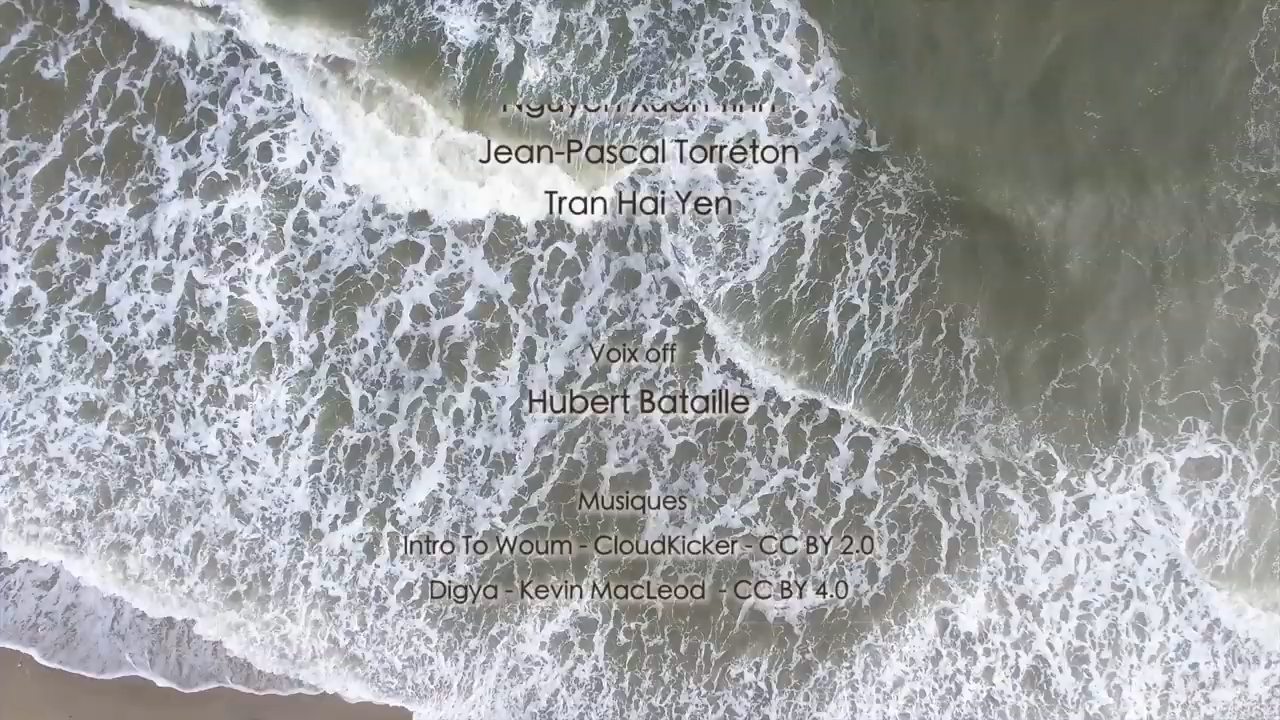 Jean-Pascal Torréton
Tran Hai Yen
Voix off
Hubert Bataille
Musiques
Intro To Woum - CloudKicker - CC BY 2.0
Digya - Kevin MacLeod - CC BY 4.0